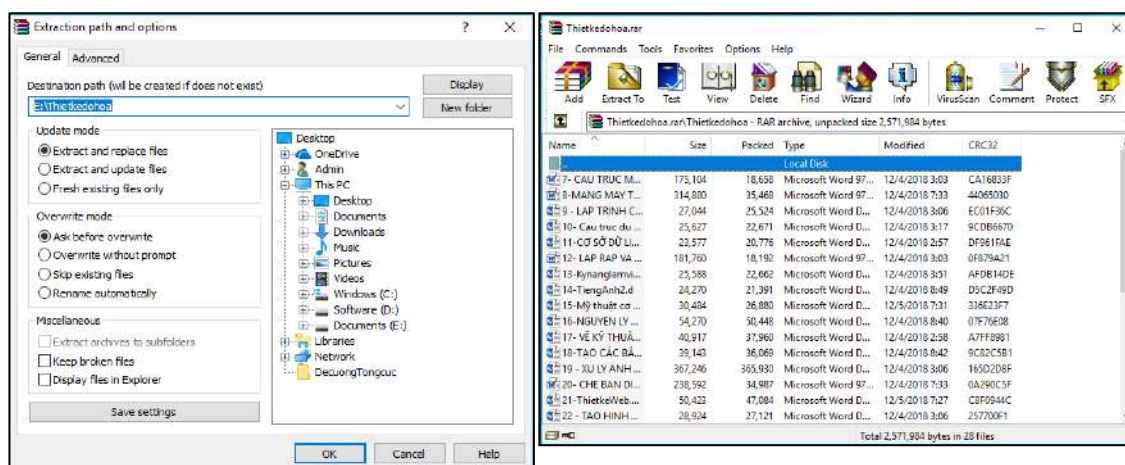 Extraction path and options
General Advanced
Destination path (will be created if does not exist)
E:\Thietkedohoa
Display
New folder
Update mode
Extract and replace files
Extract and update files
Fresh existing files only
Overwrite mode
Ask before overwrite
Overwrite without prompt
Skip existing files
Rename automatically
Miscellaneous
Extract archives to subfolders
Keep broken files
Display files in Explorer
Save settings
Desktop
OneDrive
Admin
This PC
Desktop
Documents
Downloads
Music
Pictures
Videos
Windows (C:)
Software (D:)
Documents (E:)
Libraries
Network
DecuongTongcuc
OK Cancel Help
Thietkedohoa.rar
File Commands Tools Favorites Options Help
Add Extract To Test View Delete Find Wizard Info VirusScan Comment Protect SFX
Thietkedohoa.rar\Thietkedohoa - RAR archive, unpacked size 2,571,984 bytes
Name Size Packed Type Modified CRC32
.. Local Disk
7- CAU TRUC M... 175,104 18,658 Microsoft Word 97... 12/4/2018 3:03 CA16833F
8-MANG MAY T... 314,880 35,468 Microsoft Word 97... 12/4/2018 7:33 44065030
9 - LAP TRINH C... 27,044 25,524 Microsoft Word D... 12/4/2018 3:06 EC01F36C
10- Cau truc du ... 25,627 22,671 Microsoft Word D... 12/4/2018 3:17 9CDB6670
11-CƠ SỞ DỮ LI... 23,577 20,776 Microsoft Word D... 12/4/2018 2:57 DF961FAE
12- LAP RAP VA ... 181,760 18,192 Microsoft Word 97... 12/4/2018 3:03 0F879A21
13-Kynanglamvi... 25,588 22,662 Microsoft Word D... 12/4/2018 3:51 AFDB14DE
14-TiengAnh2.d 24,270 21,391 Microsoft Word D... 12/4/2018 8:49 D5C2F49D
15-Mỹ thuật cơ ... 30,484 26,880 Microsoft Word D... 12/5/2018 7:31 336E23F7
16-NGUYEN LY ... 54,270 50,448 Microsoft Word D... 12/4/2018 8:40 07F76E08
17- VẼ KỸ THUẬ... 40,917 37,960 Microsoft Word D... 12/4/2018 2:58 A7FF8981
18-TẠO CÁC BẢ... 39,143 36,069 Microsoft Word D... 12/4/2018 8:42 9C82C5B1
19 - XU LY ANH ... 367,246 365,930 Microsoft Word D... 12/4/2018 3:06 165D2D8F
20- CHE BAN DI... 238,592 34,987 Microsoft Word 97... 12/4/2018 7:33 0A290C5F
21-ThietkeWeb.... 50,423 47,084 Microsoft Word D... 12/5/2018 7:27 C8F0944C
22 - TAO HINH ... 28,924 27,121 Microsoft Word D... 12/4/2018 3:06 257700F1
Total 2,571,984 bytes in 28 files